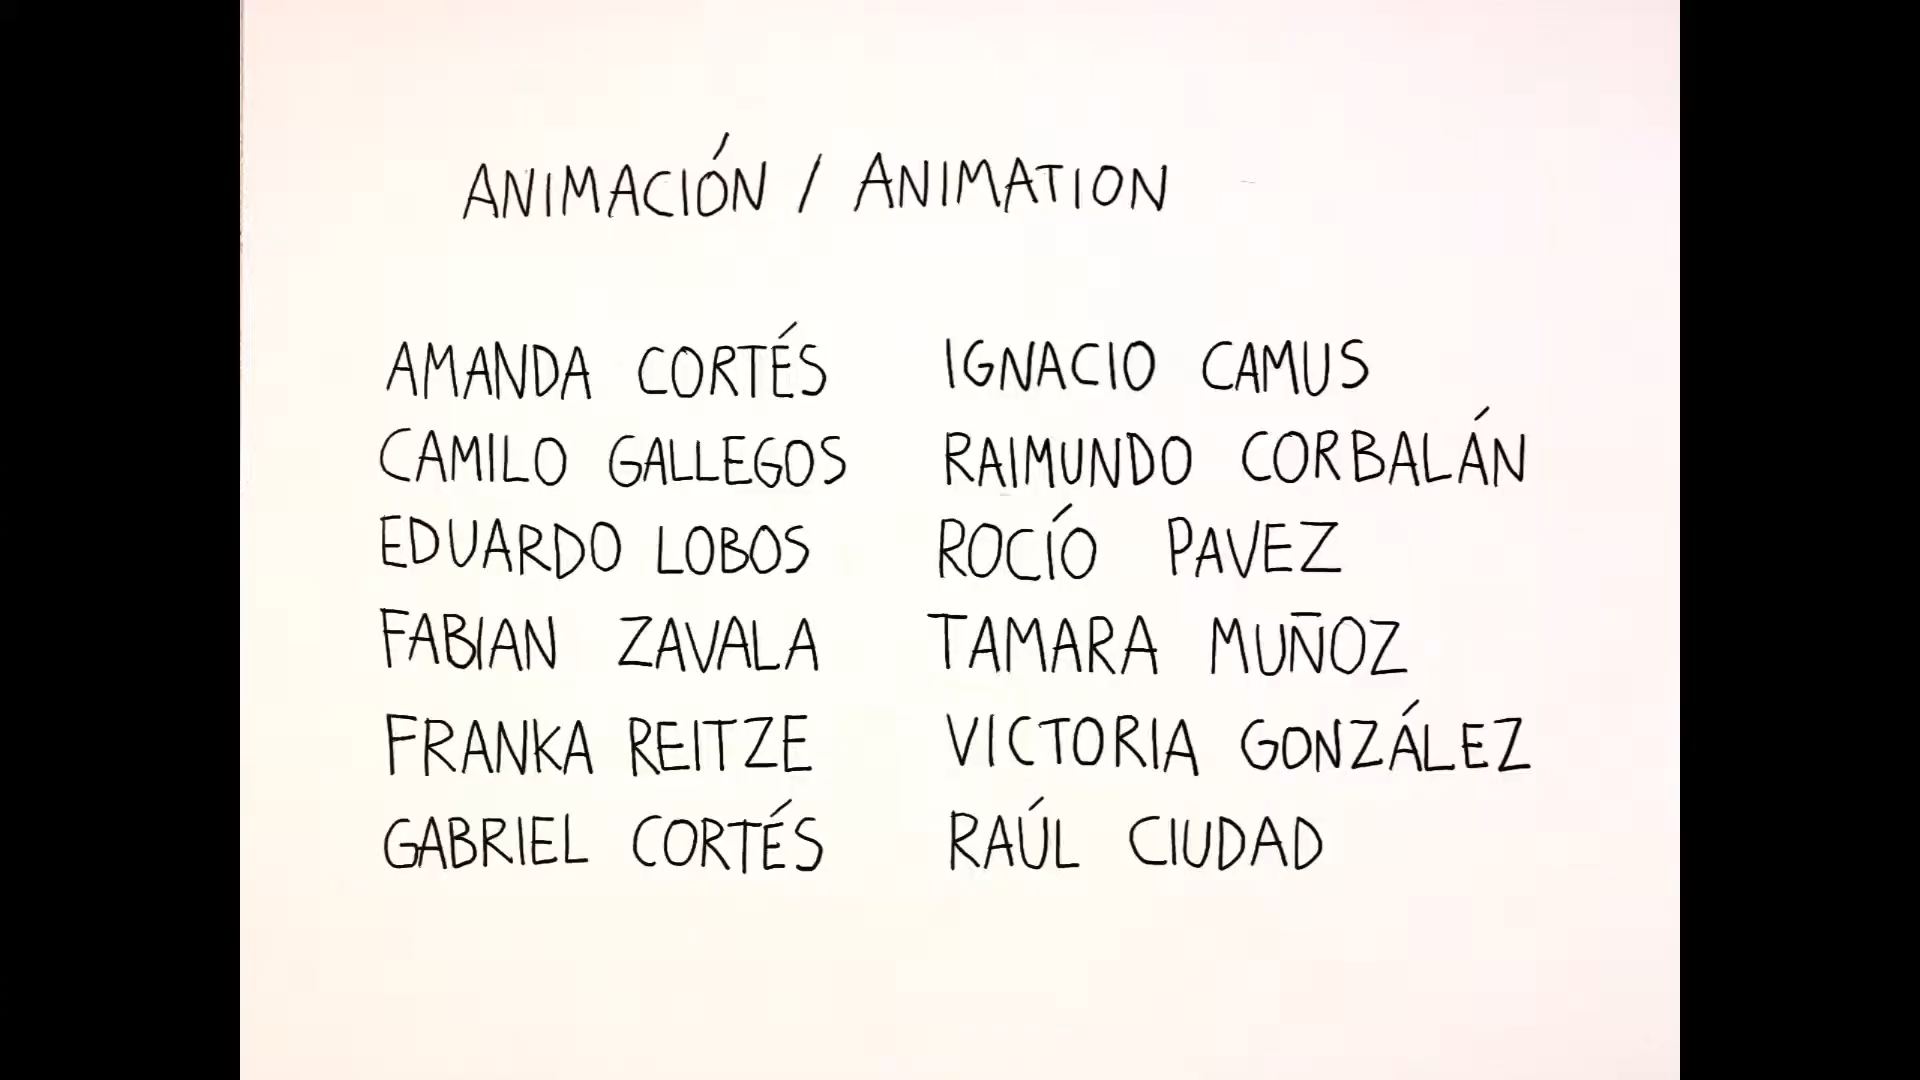 ANIMACIÓN / ANIMATION
AMANDA CORTÉS
CAMILO GALLEGOS
EDUARDO LOBOS
FABIAN ZAVALA
FRANKA REITZE
GABRIEL CORTÉS
IGNACIO CAMUS
RAIMUNDO CORBALÁN
ROCÍO PAVEZ
TAMARA MUÑOZ
VICTORIA GONZÁLEZ
RAÚL CIUDAD